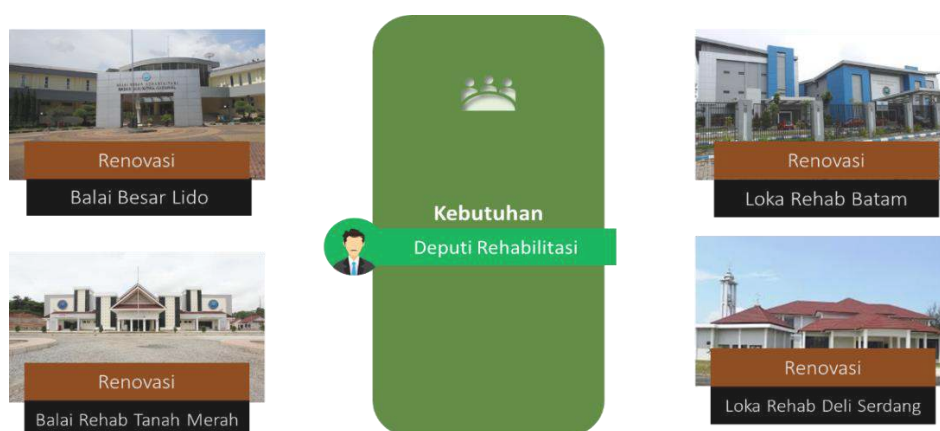 Renovasi
Balai Besar Lido
Renovasi
Balai Rehab Tanah Merah
Kebutuhan
Deputi Rehabilitasi
Renovasi
Loka Rehab Batam
Renovasi
Loka Rehab Deli Serdang